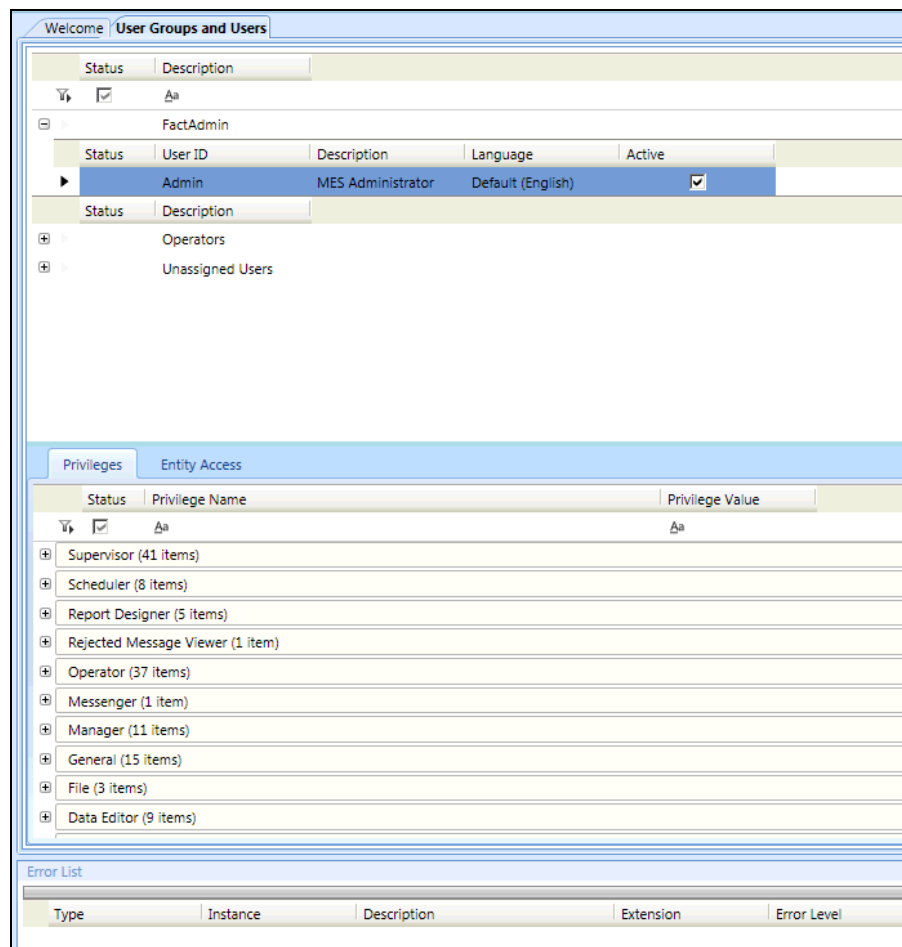 Welcome User Groups and Users
Status Description
Aa
FactAdmin
Status User ID Description Language Active
Admin MES Administrator Default (English)
Status Description
Operators
Unassigned Users
Privileges Entity Access
Status Privilege Name Privilege Value
Aa Aa
Supervisor (41 items)
Scheduler (8 items)
Report Designer (5 items)
Rejected Message Viewer (1 item)
Operator (37 items)
Messenger (1 item)
Manager (11 items)
General (15 items)
File (3 items)
Data Editor (9 items)
Error List
Type Instance Description Extension Error Level